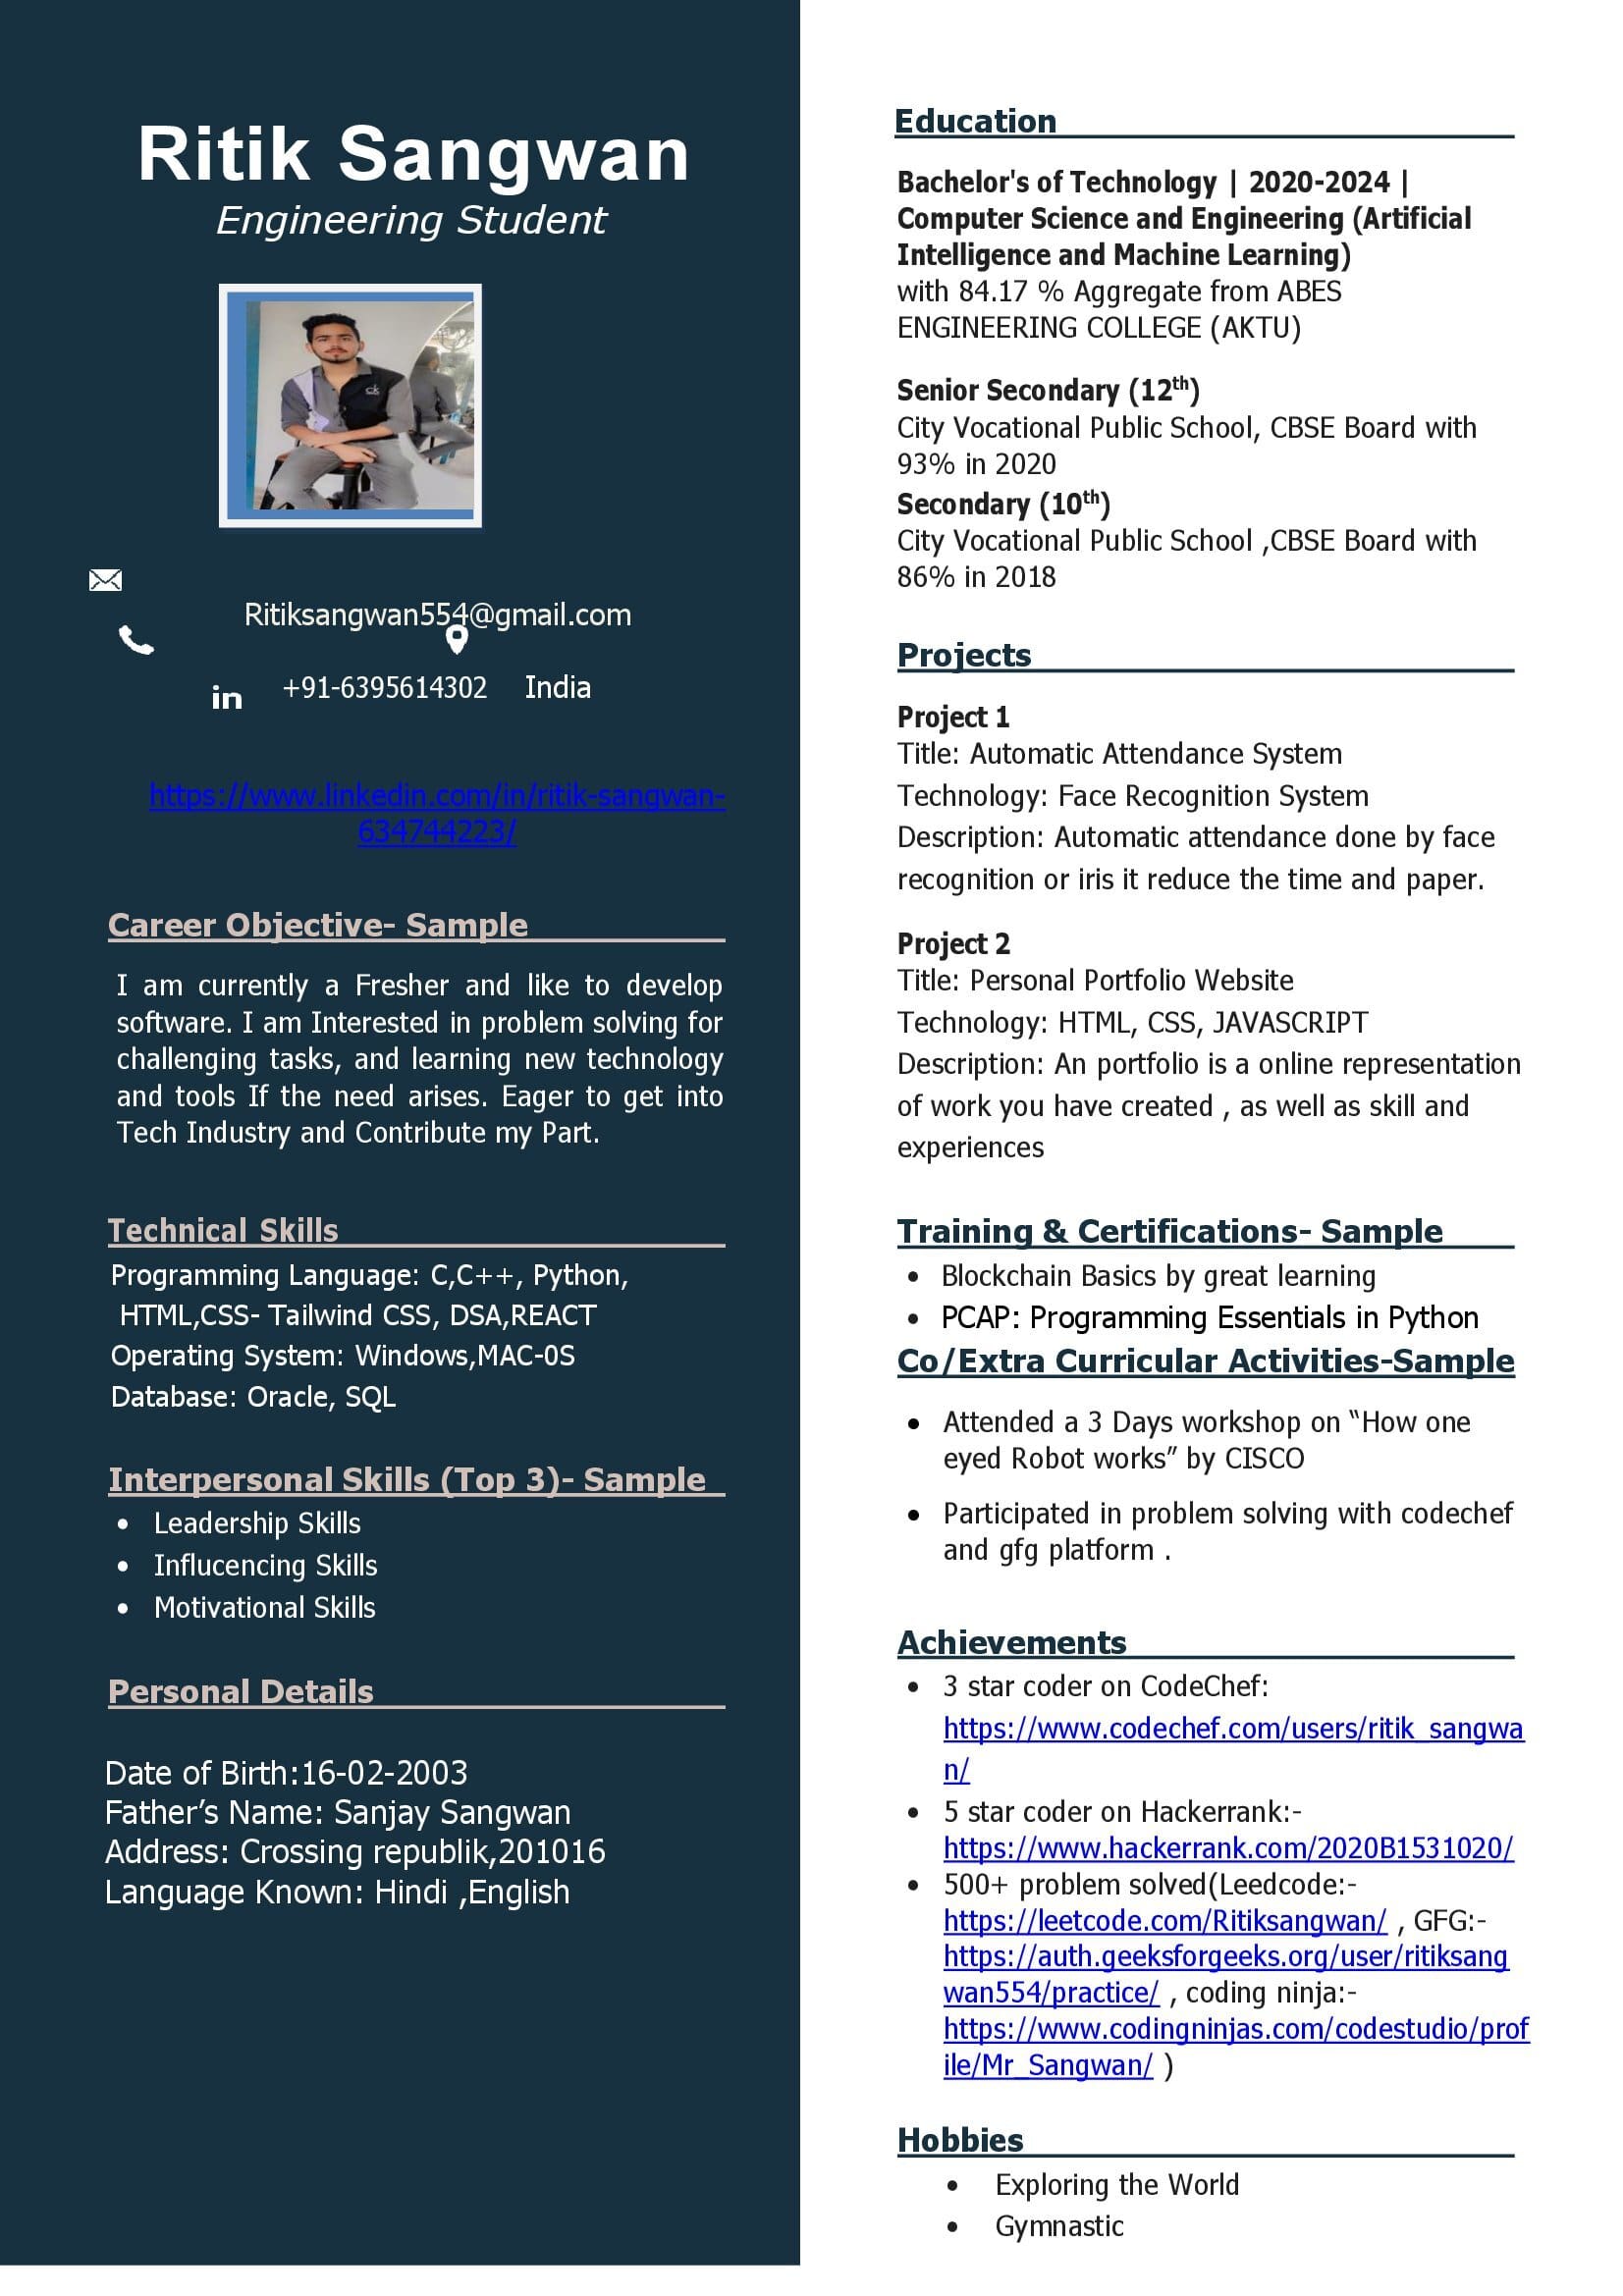 Ritik Sangwan
Engineering Student
ck
Ritiksangwan554@gmail.com
in +91-6395614302 India
https://www.linkedin.com/in/ritik-sangwan-
634744223/
Career Objective- Sample
I am currently a Fresher and like to develop
software. I am Interested in problem solving for
challenging tasks, and learning new technology
and tools If the need arises. Eager to get into
Tech Industry and Contribute my Part.
Technical Skills
Programming Language: C,C++, Python,
HTML,CSS- Tailwind CSS, DSA,REACT
Operating System: Windows,MAC-0S
Database: Oracle, SQL
Interpersonal Skills (Top 3)- Sample
• Leadership Skills
• Influcencing Skills
• Motivational Skills
Personal Details
Date of Birth:16-02-2003
Father’s Name: Sanjay Sangwan
Address: Crossing republik,201016
Language Known: Hindi ,English
Education
Bachelor's of Technology | 2020-2024 |
Computer Science and Engineering (Artificial
Intelligence and Machine Learning)
with 84.17 % Aggregate from ABES
ENGINEERING COLLEGE (AKTU)
Senior Secondary (12th)
City Vocational Public School, CBSE Board with
93% in 2020
Secondary (10th)
City Vocational Public School ,CBSE Board with
86% in 2018
Projects
Project 1
Title: Automatic Attendance System
Technology: Face Recognition System
Description: Automatic attendance done by face
recognition or iris it reduce the time and paper.
Project 2
Title: Personal Portfolio Website
Technology: HTML, CSS, JAVASCRIPT
Description: An portfolio is a online representation
of work you have created , as well as skill and
experiences
Training & Certifications- Sample
• Blockchain Basics by great learning
• PCAP: Programming Essentials in Python
Co/Extra Curricular Activities-Sample
• Attended a 3 Days workshop on “How one
eyed Robot works” by CISCO
• Participated in problem solving with codechef
and gfg platform .
Achievements
• 3 star coder on CodeChef:
https://www.codechef.com/users/ritik_sangwa
n/
• 5 star coder on Hackerrank:-
https://www.hackerrank.com/2020B1531020/
• 500+ problem solved(Leedcode:-
https://leetcode.com/Ritiksangwan/ , GFG:-
https://auth.geeksforgeeks.org/user/ritiksang
wan554/practice/ , coding ninja:-
https://www.codingninjas.com/codestudio/prof
ile/Mr_Sangwan/ )
Hobbies
• Exploring the World
• Gymnastic